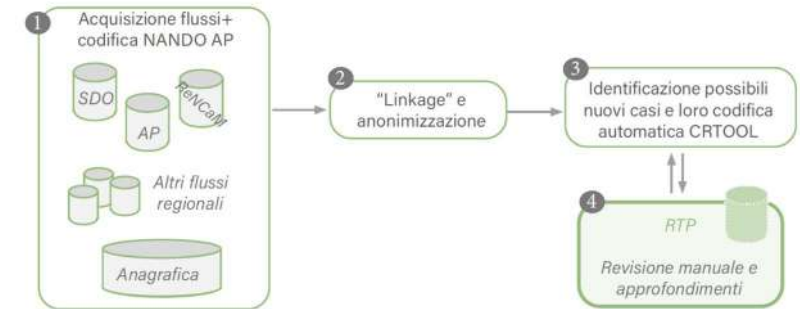 1
Acquisizione flussi+
codifica NANDO AP
SDO
AP
ReNCaM
Altri flussi
regionali
Anagrafica
2
"Linkage" e
anonimizzazione
3
Identificazione possibili
nuovi casi e loro codifica
automatica CRTOOL
4
RTP
Revisione manuale e
approfondimenti